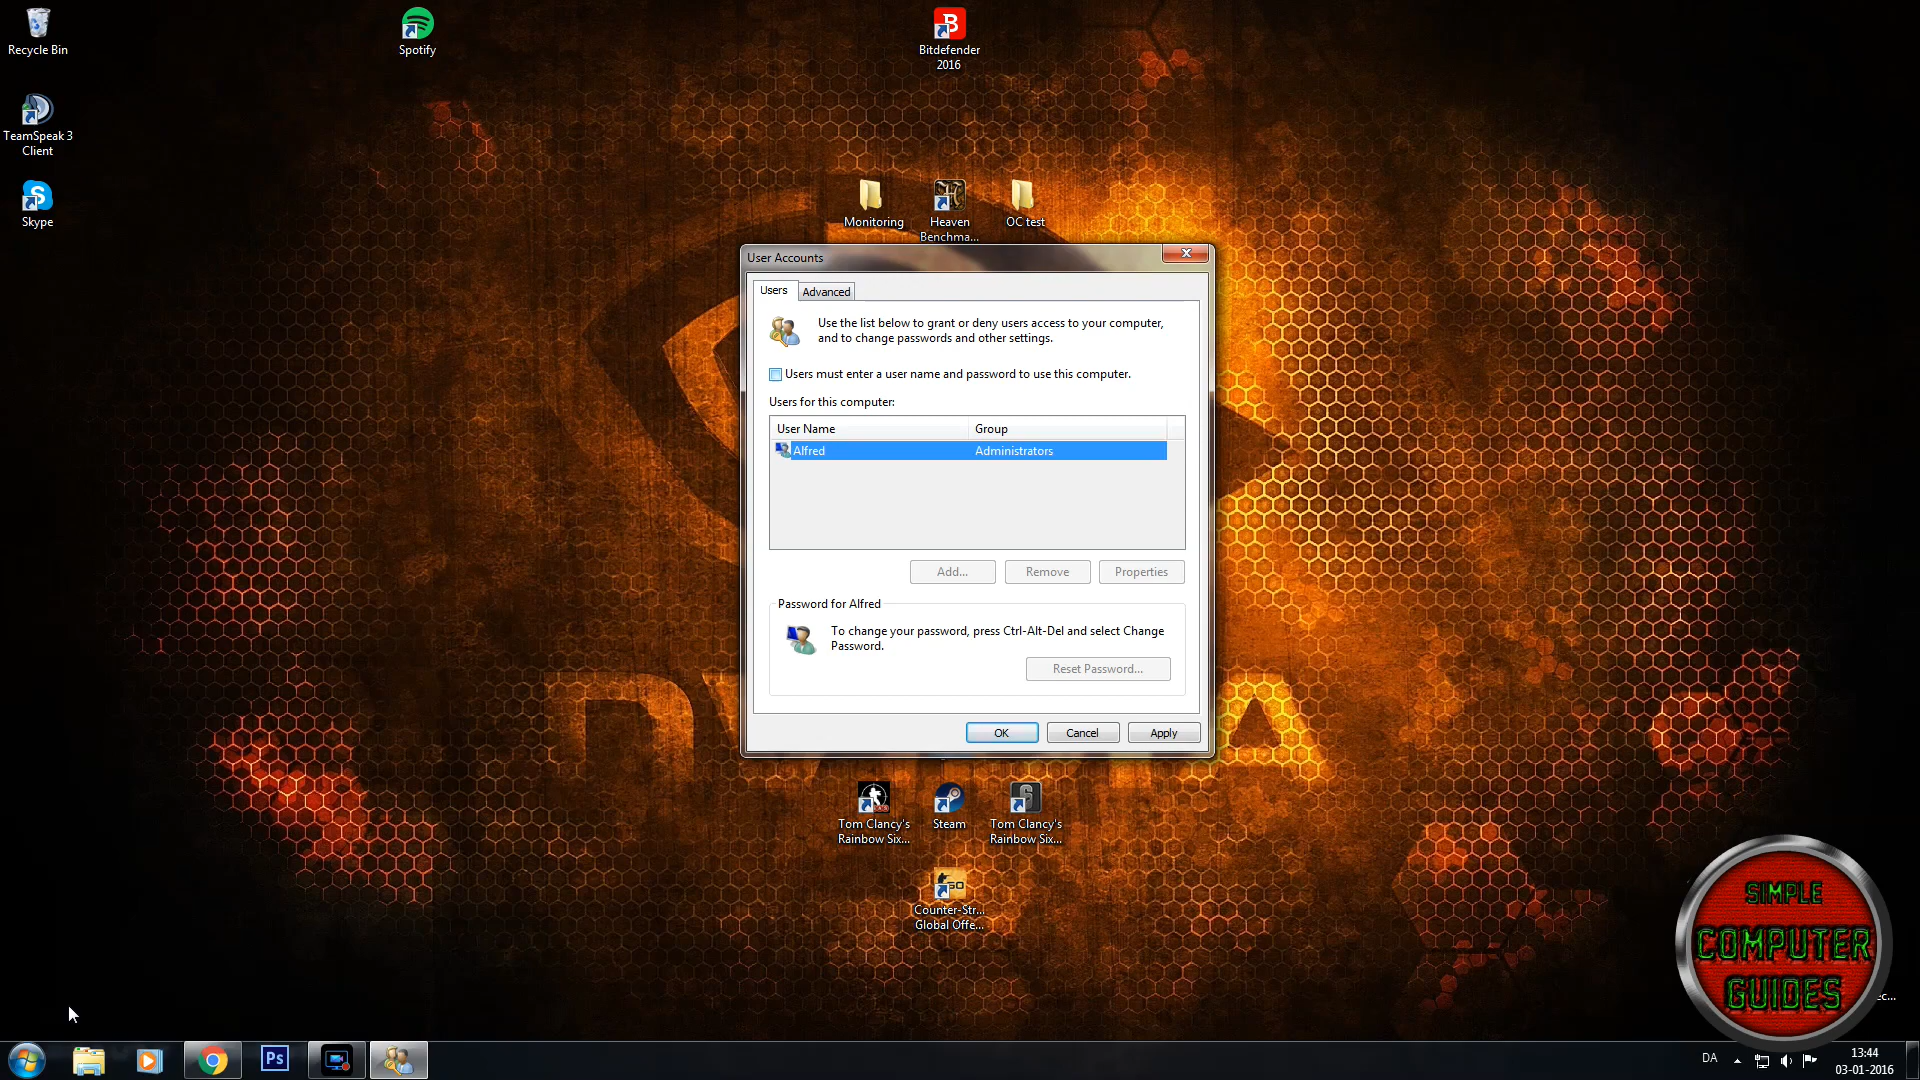 Recycle Bin
Spotify
Bitdefender
2016
TeamSpeak 3
Client
Skype
Monitoring
Heaven
Benchma...
OC test
User Accounts
Users
Advanced
Use the list below to grant or deny users access to your computer,
and to change passwords and other settings.
Users must enter a user name and password to use this computer.
Users for this computer:
User Name
Group
Alfred
Administrators
Add...
Remove
Properties
Password for Alfred
To change your password, press Ctrl-Alt-Del and select Change
Password.
Reset Password...
OK
Cancel
Apply
Tom Clancy's
Rainbow Six...
Steam
Tom Clancy's
Rainbow Six...
Counter-Str...
Global Offe...
SIMPLE
COMPUTER
GUIDES
Ps
DA
13:44
03-01-2016